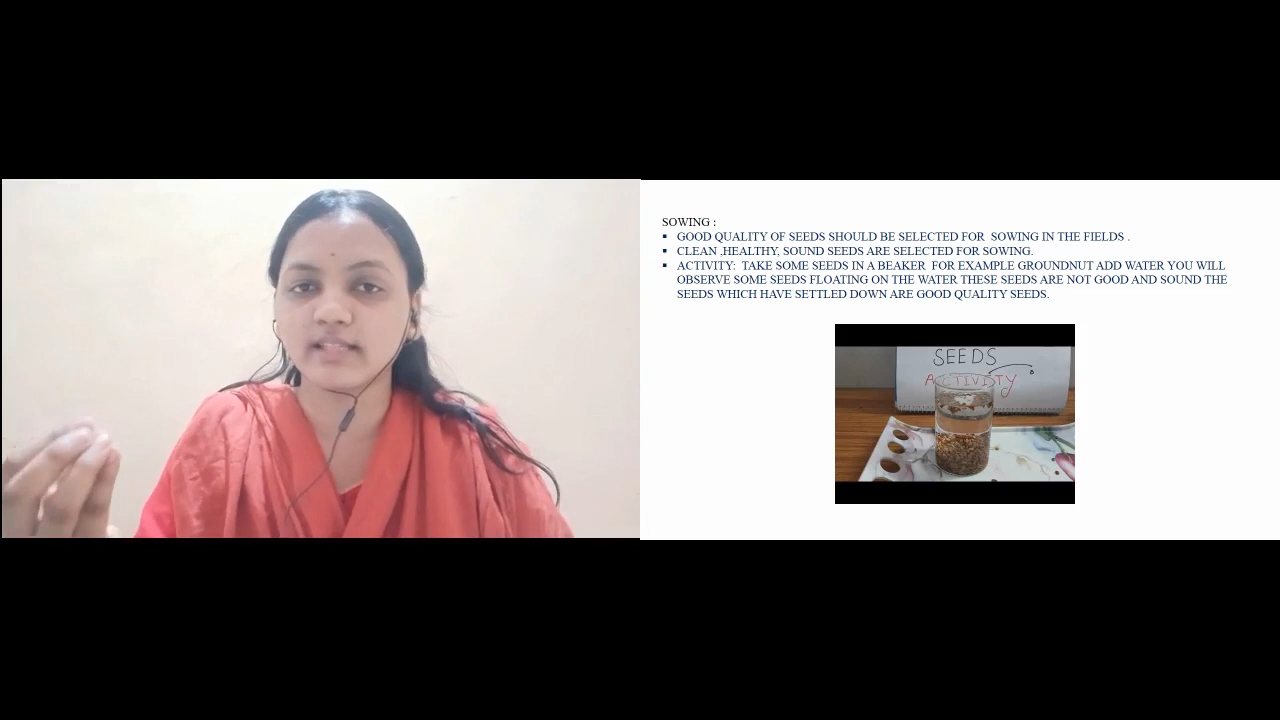 SOWING :
▪ GOOD QUALITY OF SEEDS SHOULD BE SELECTED FOR SOWING IN THE FIELDS .
▪ CLEAN ,HEALTHY, SOUND SEEDS ARE SELECTED FOR SOWING.
▪ ACTIVITY: TAKE SOME SEEDS IN A BEAKER FOR EXAMPLE GROUNDNUT ADD WATER YOU WILL
OBSERVE SOME SEEDS FLOATING ON THE WATER THESE SEEDS ARE NOT GOOD AND SOUND THE
SEEDS WHICH HAVE SETTLED DOWN ARE GOOD QUALITY SEEDS.
SEEDS
ACTIVITY